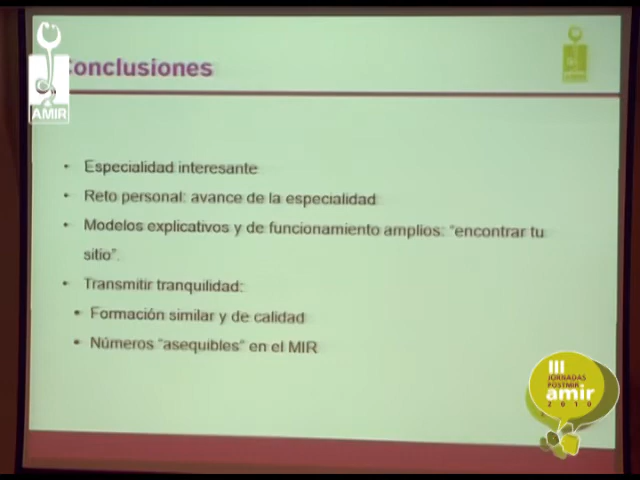 Conclusiones
AMIR
• Especialidad interesante
• Reto personal: avance de la especialidad
• Modelos explicativos y de funcionamiento amplios: "encontrar tu
sitio".
• Transmitir tranquilidad:
• Formación similar y de calidad
• Números "asequibles" en el MIR
III
JORNADAS
POSTMIR
amir
2010